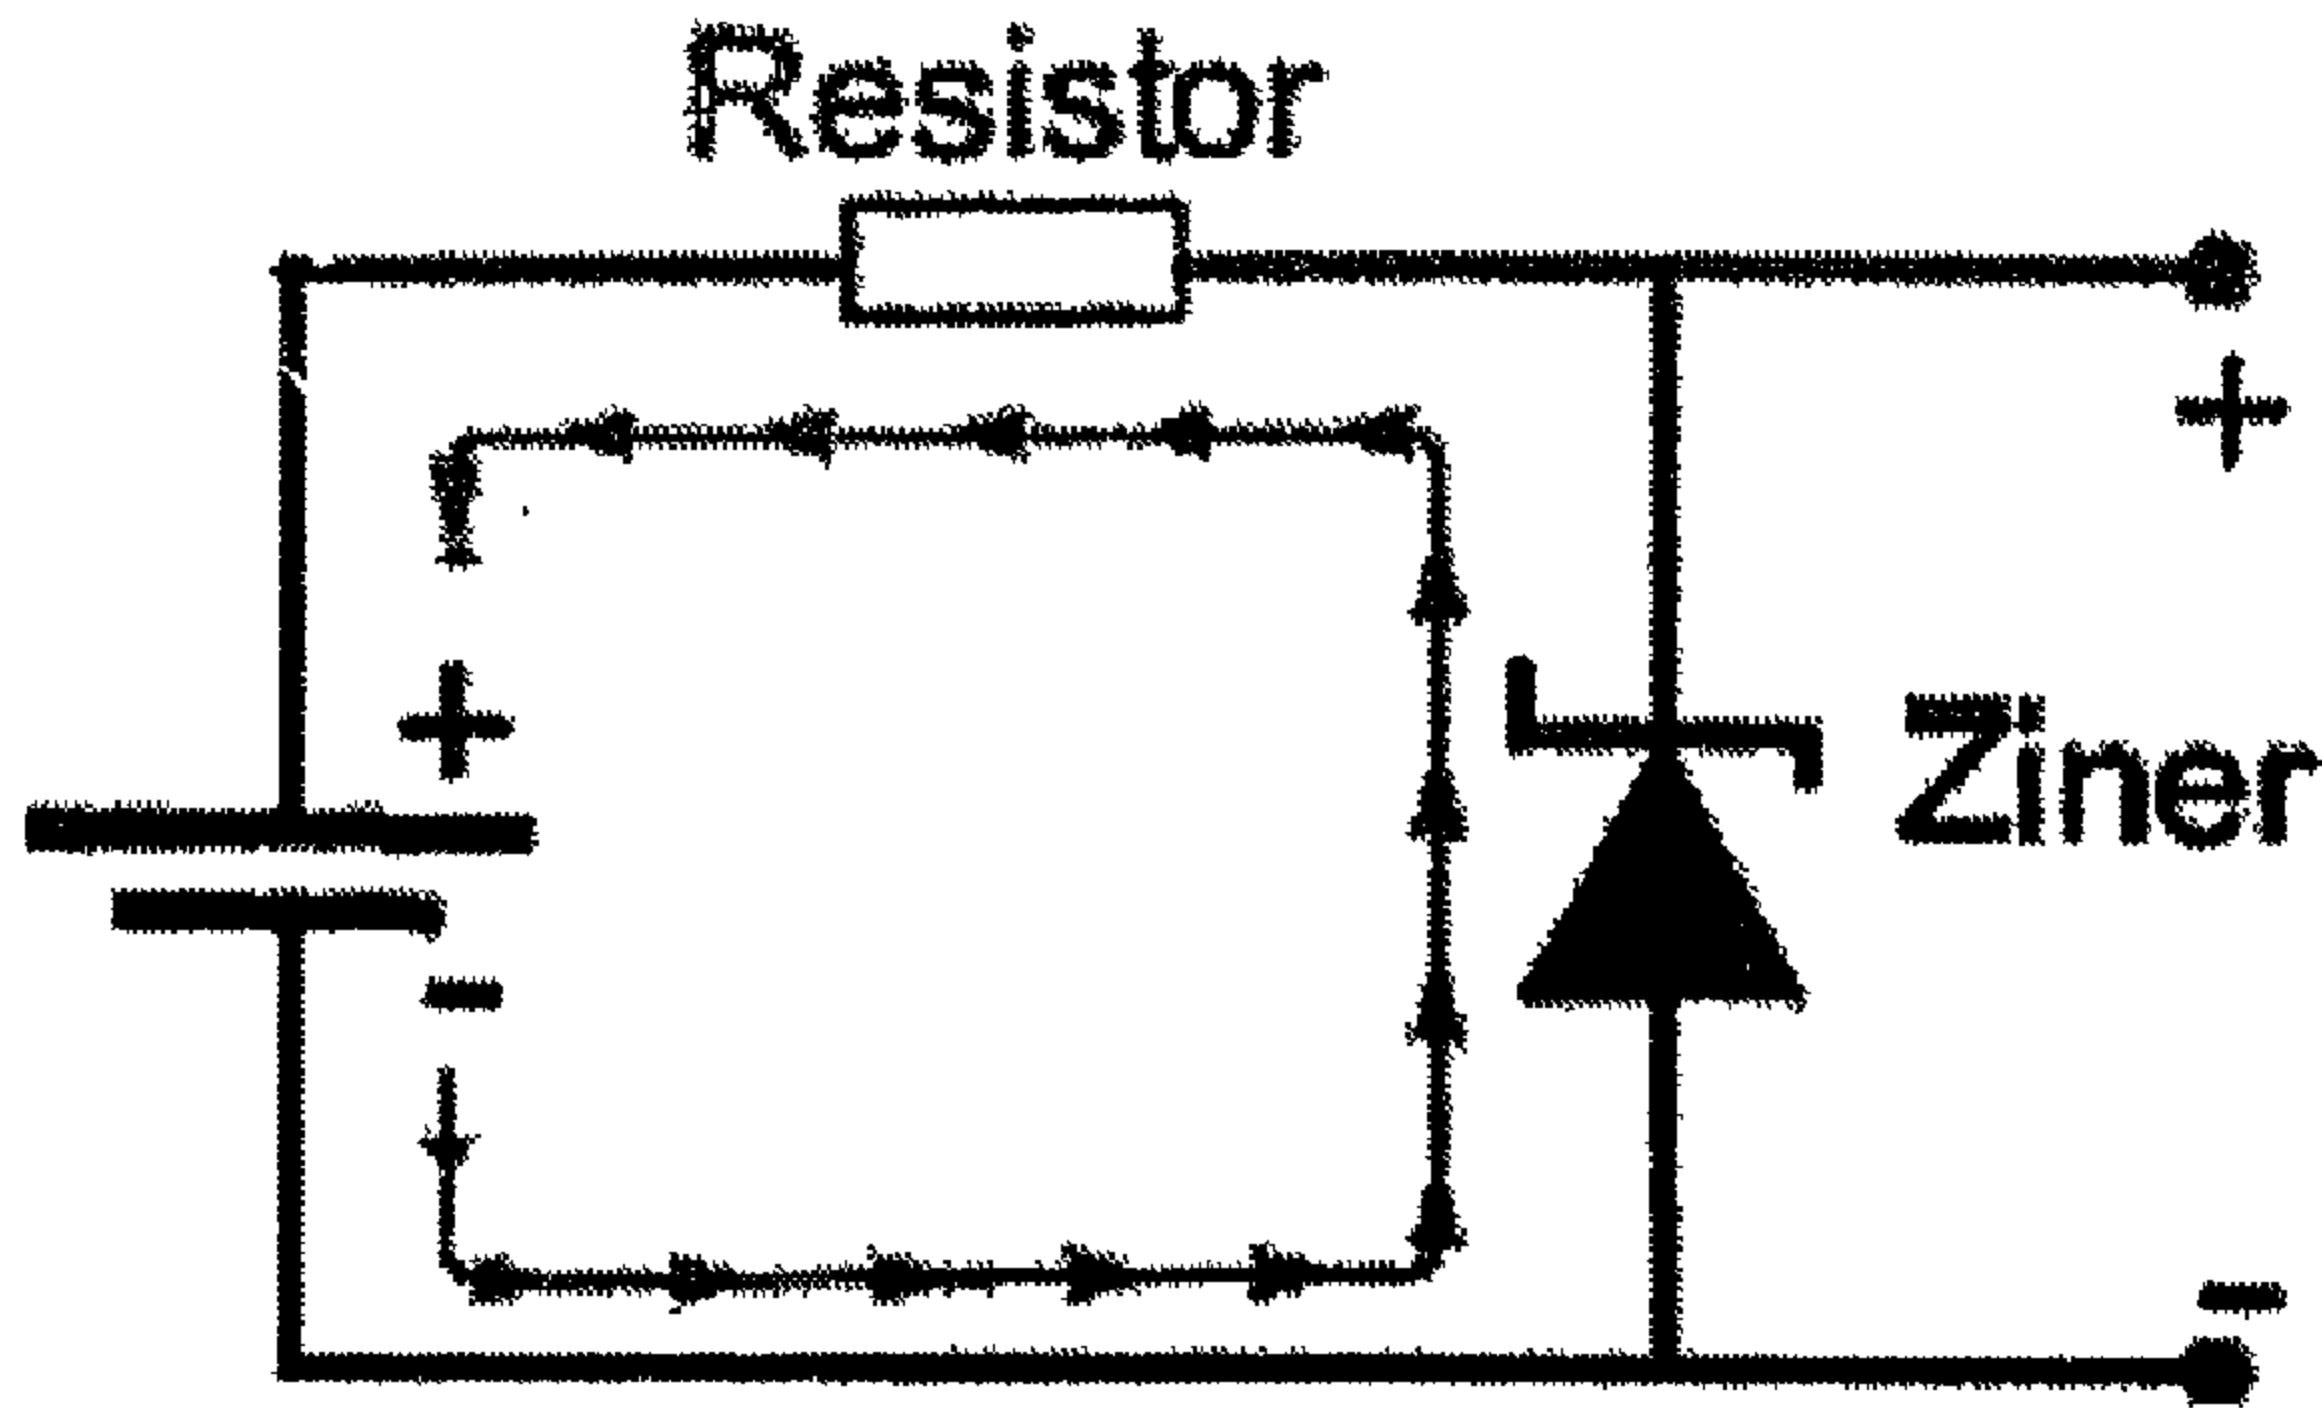 Resistor
+
+
Ziner
-
-